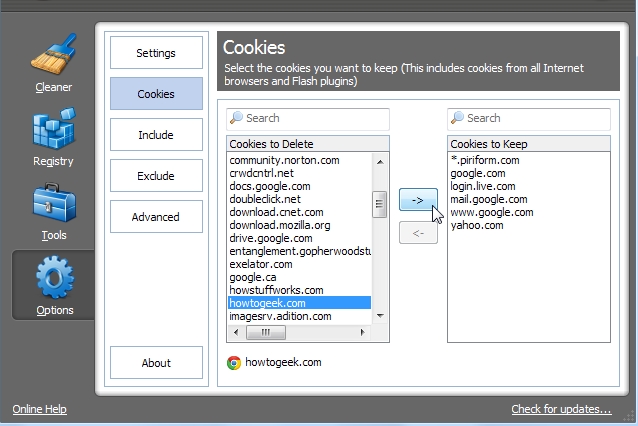 Cleaner
Registry
Tools
Options
Settings
Cookies
Include
Exclude
Advanced
About
Cookies
Select the cookies you want to keep (This includes cookies from all Internet
browsers and Flash plugins)
Search
Cookies to Delete
community.norton.com
crwdcntrl.net
docs.google.com
doubleclick.net
download.cnet.com
download.mozilla.org
drive.google.com
entanglement.gopherwoodstu
exelator.com
google.ca
howstuffworks.com
howtogeek.com
imagesrv.adition.com
howtogeek.com
->
<-
Search
Cookies to Keep
*.piriform.com
google.com
login.live.com
mail.google.com
www.google.com
yahoo.com
Online Help
Check for updates...